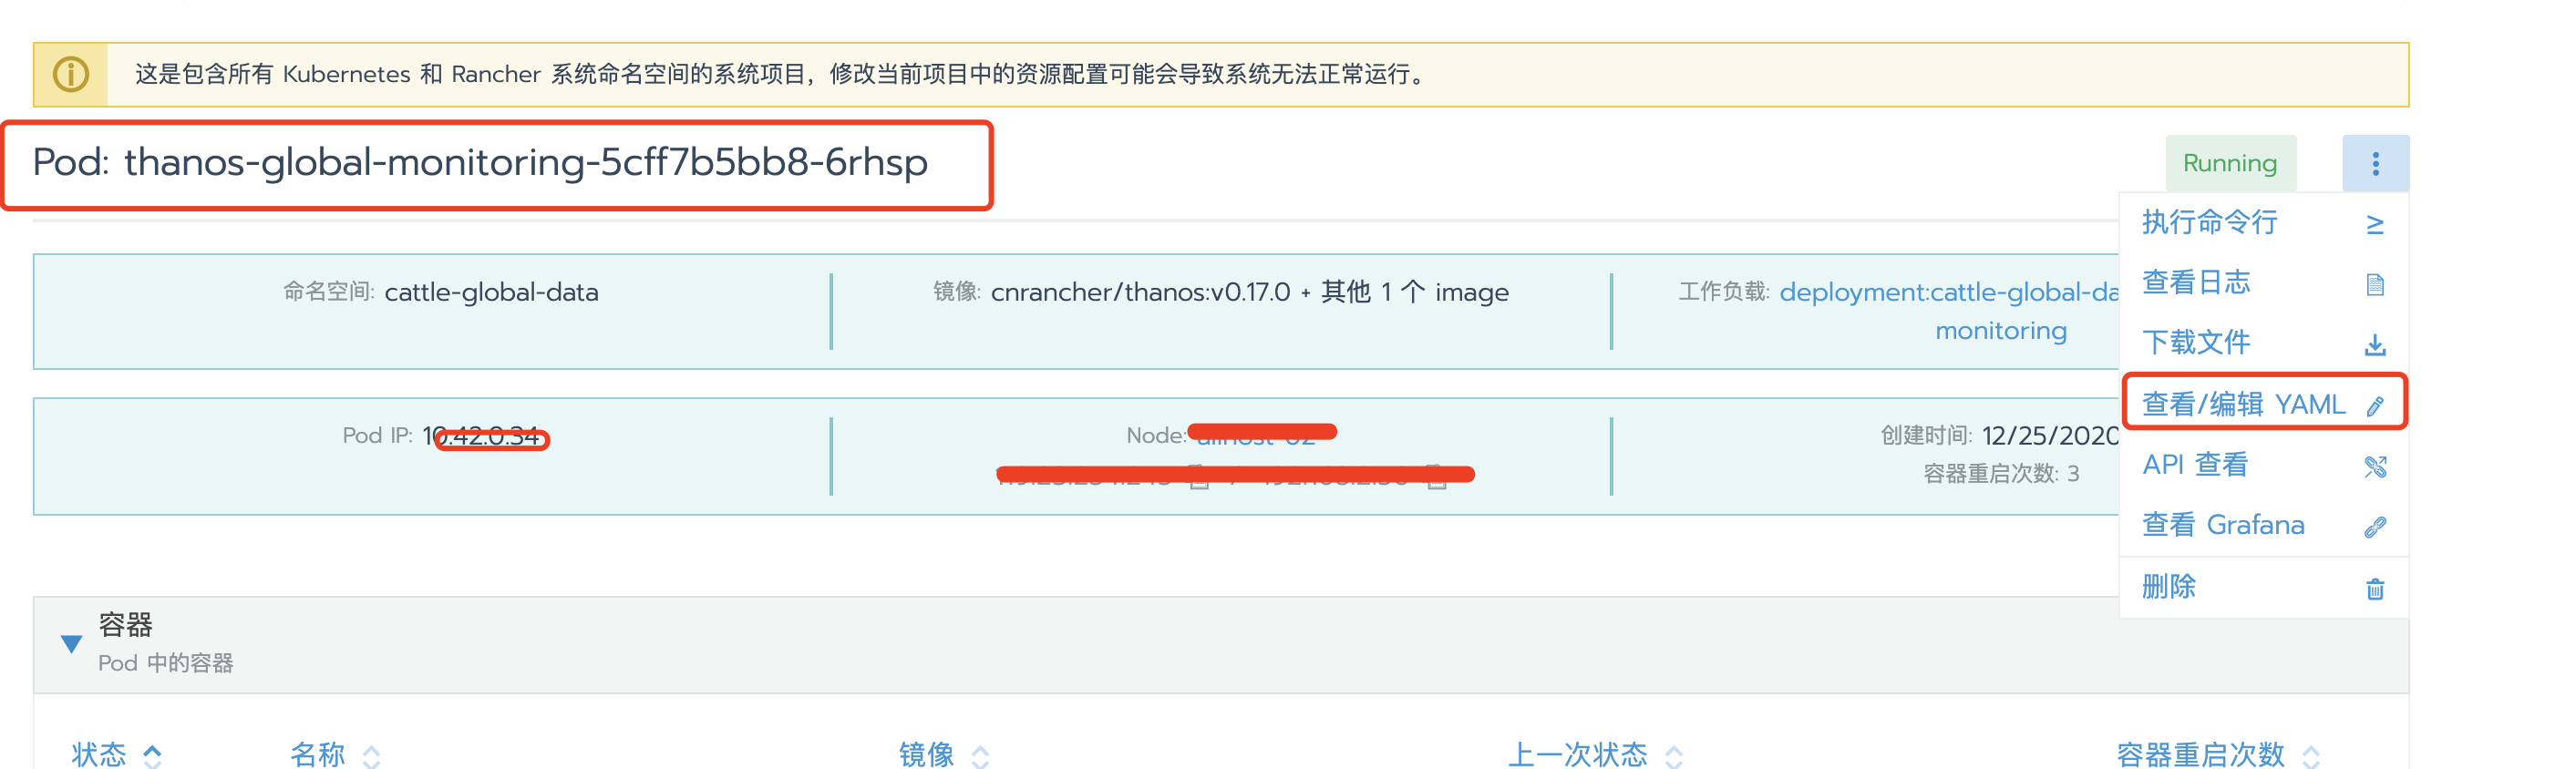 这是包含所有 Kubernetes 和 Rancher 系统命名空间的系统项目，修改当前项目中的资源配置可能会导致系统无法正常运行。
Pod: thanos-global-monitoring-5cff7b5bb8-6rhsp
Running
执行命令行
查看日志
下载文件
查看/编辑 YAML
API 查看
查看 Grafana
删除
命名空间: cattle-global-data
镜像: cnrancher/thanos:v0.17.0 + 其他 1 个 image
工作负载: deployment:cattle-global-da
monitoring
Pod IP: 10.42.0.34
Node:
创建时间: 12/25/2020
容器重启次数: 3
容器
Pod 中的容器
状态
名称
镜像
上一次状态
容器重启次数